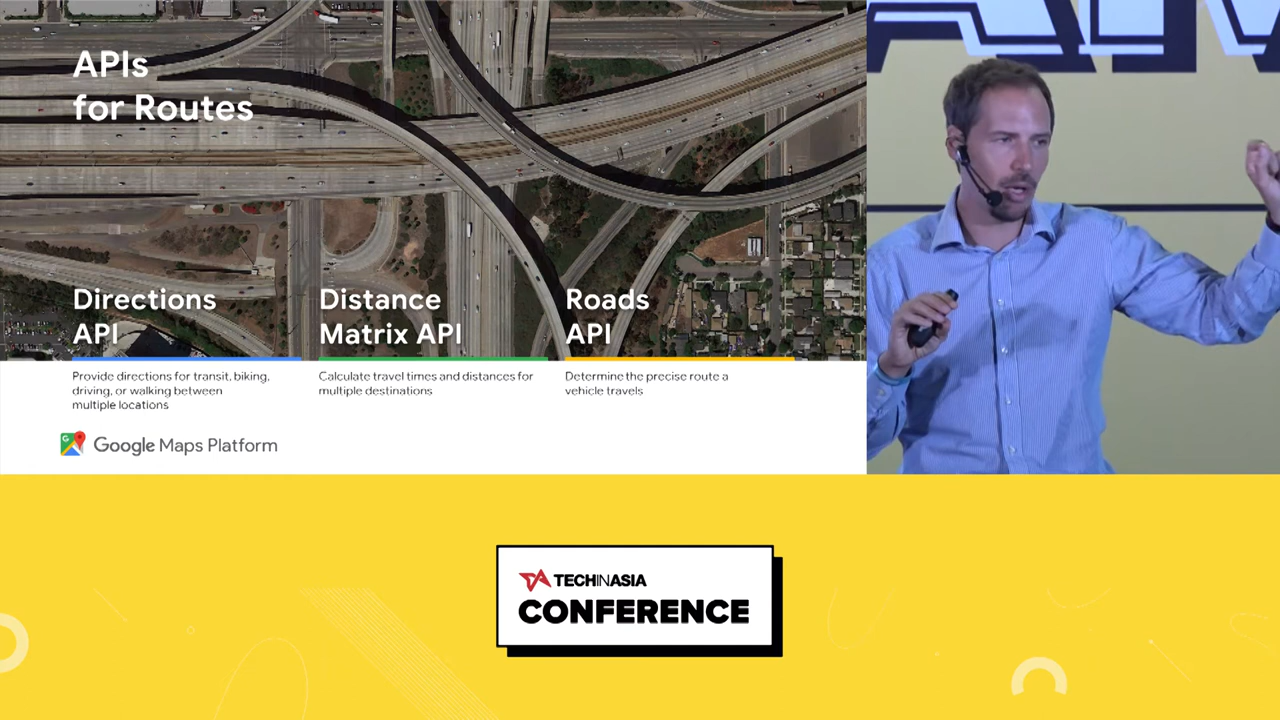 APIs
for Routes
Directions
API
Provide directions for transit, biking,
driving, or walking between
multiple locations
Distance
Matrix API
Calculate travel times and distances for
multiple destinations
Roads
API
Determine the precise route a
vehicle travels
Google Maps Platform
TECHINASIA
CONFERENCE